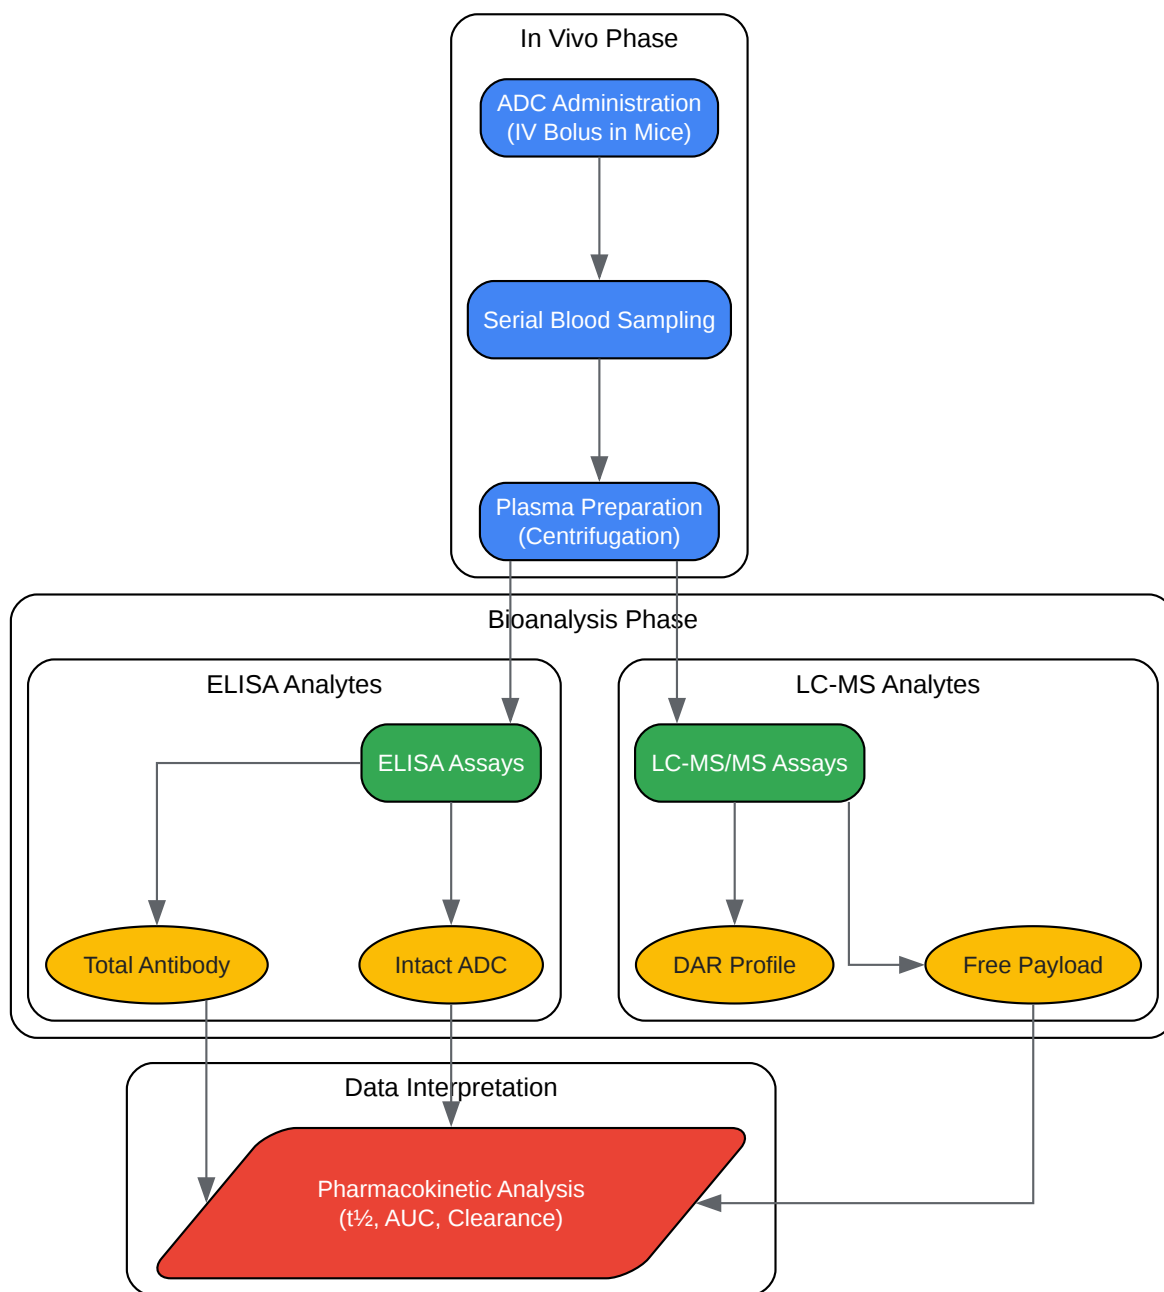 In Vivo Phase
ADC Administration
(IV Bolus in Mice)
Serial Blood Sampling
Plasma Preparation
(Centrifugation)
Bioanalysis Phase
ELISA Analytes
LC-MS Analytes
ELISA Assays
LC-MS/MS Assays
Total Antibody
Intact ADC
DAR Profile
Free Payload
Data Interpretation
Pharmacokinetic Analysis
(t½, AUC, Clearance)